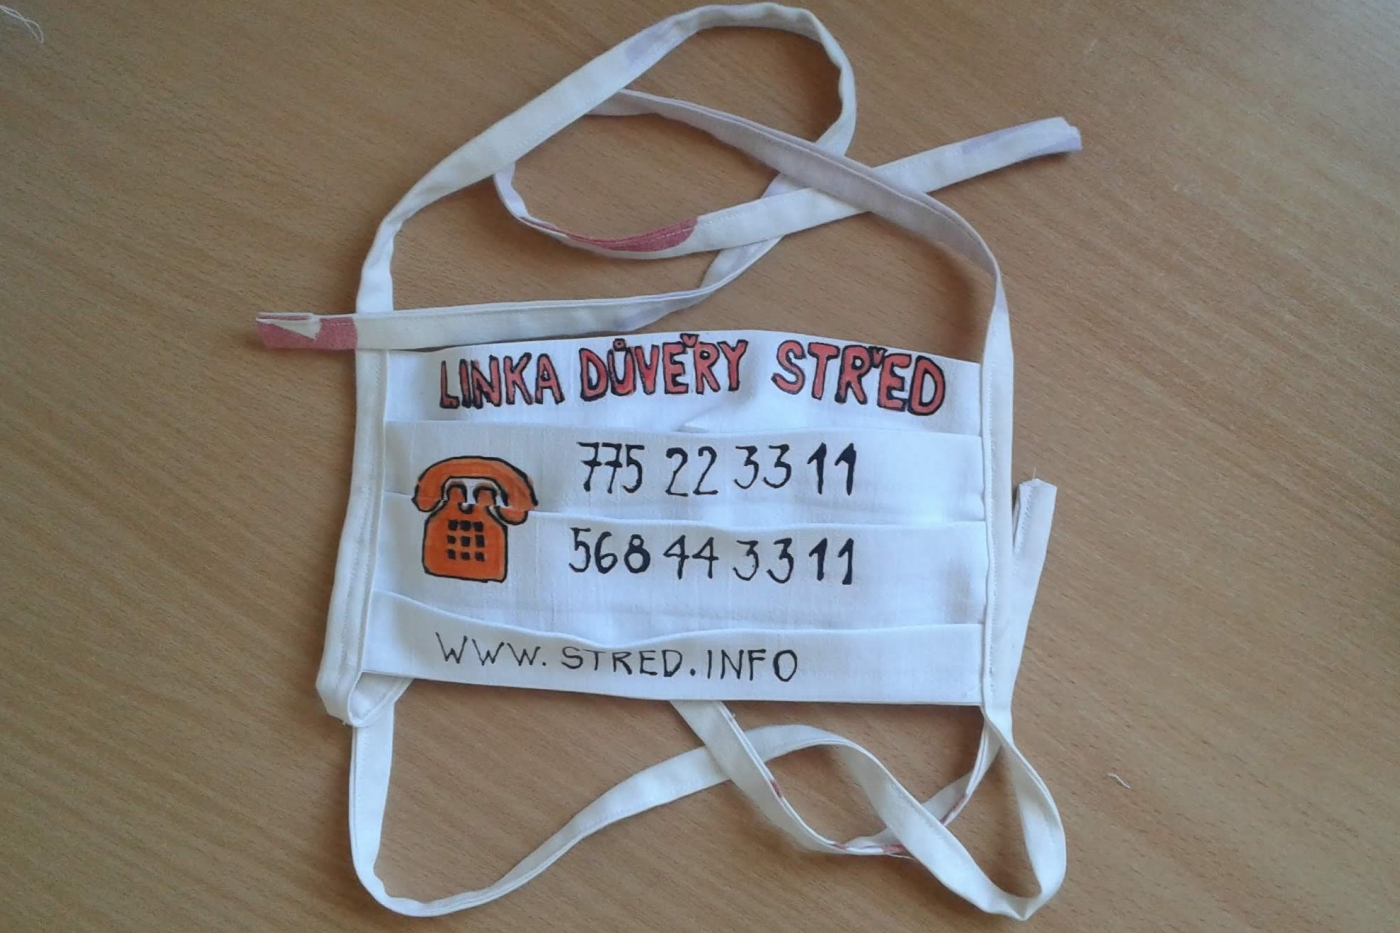 LINKA DŮVĚRY STŘED
775 22 33 11
568 44 33 11
WWW.STRED.INFO